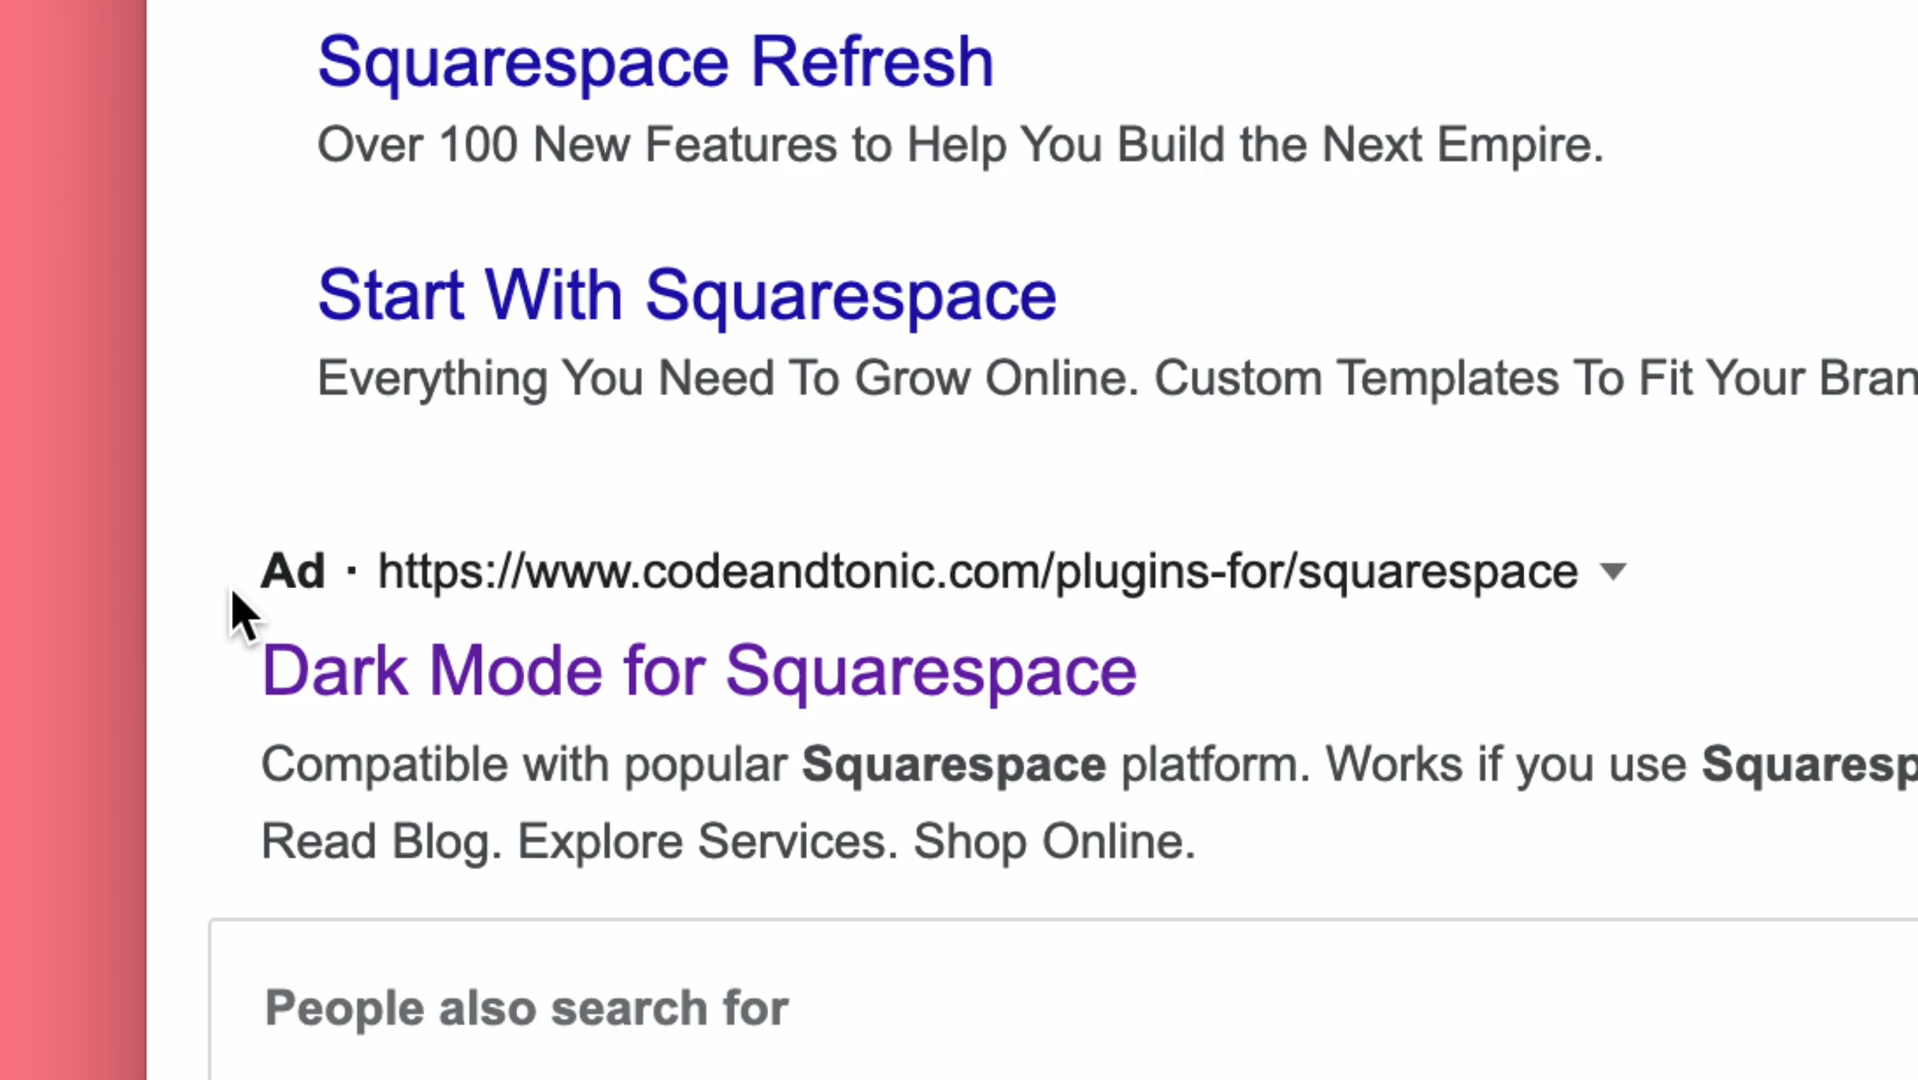 Squarespace Refresh
Over 100 New Features to Help You Build the Next Empire.
Start With Squarespace
Everything You Need To Grow Online. Custom Templates To Fit Your Bran
Ad · https://www.codeandtonic.com/plugins-for/squarespace
Dark Mode for Squarespace
Compatible with popular Squarespace platform. Works if you use Squaresp
Read Blog. Explore Services. Shop Online.
People also search for